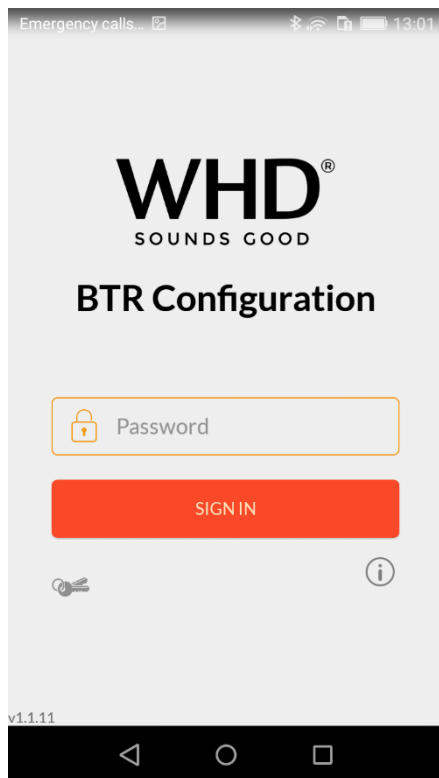 Emergency calls... 13:01
WHD®
SOUNDS GOOD
BTR Configuration
Password
SIGN IN
v1.1.11